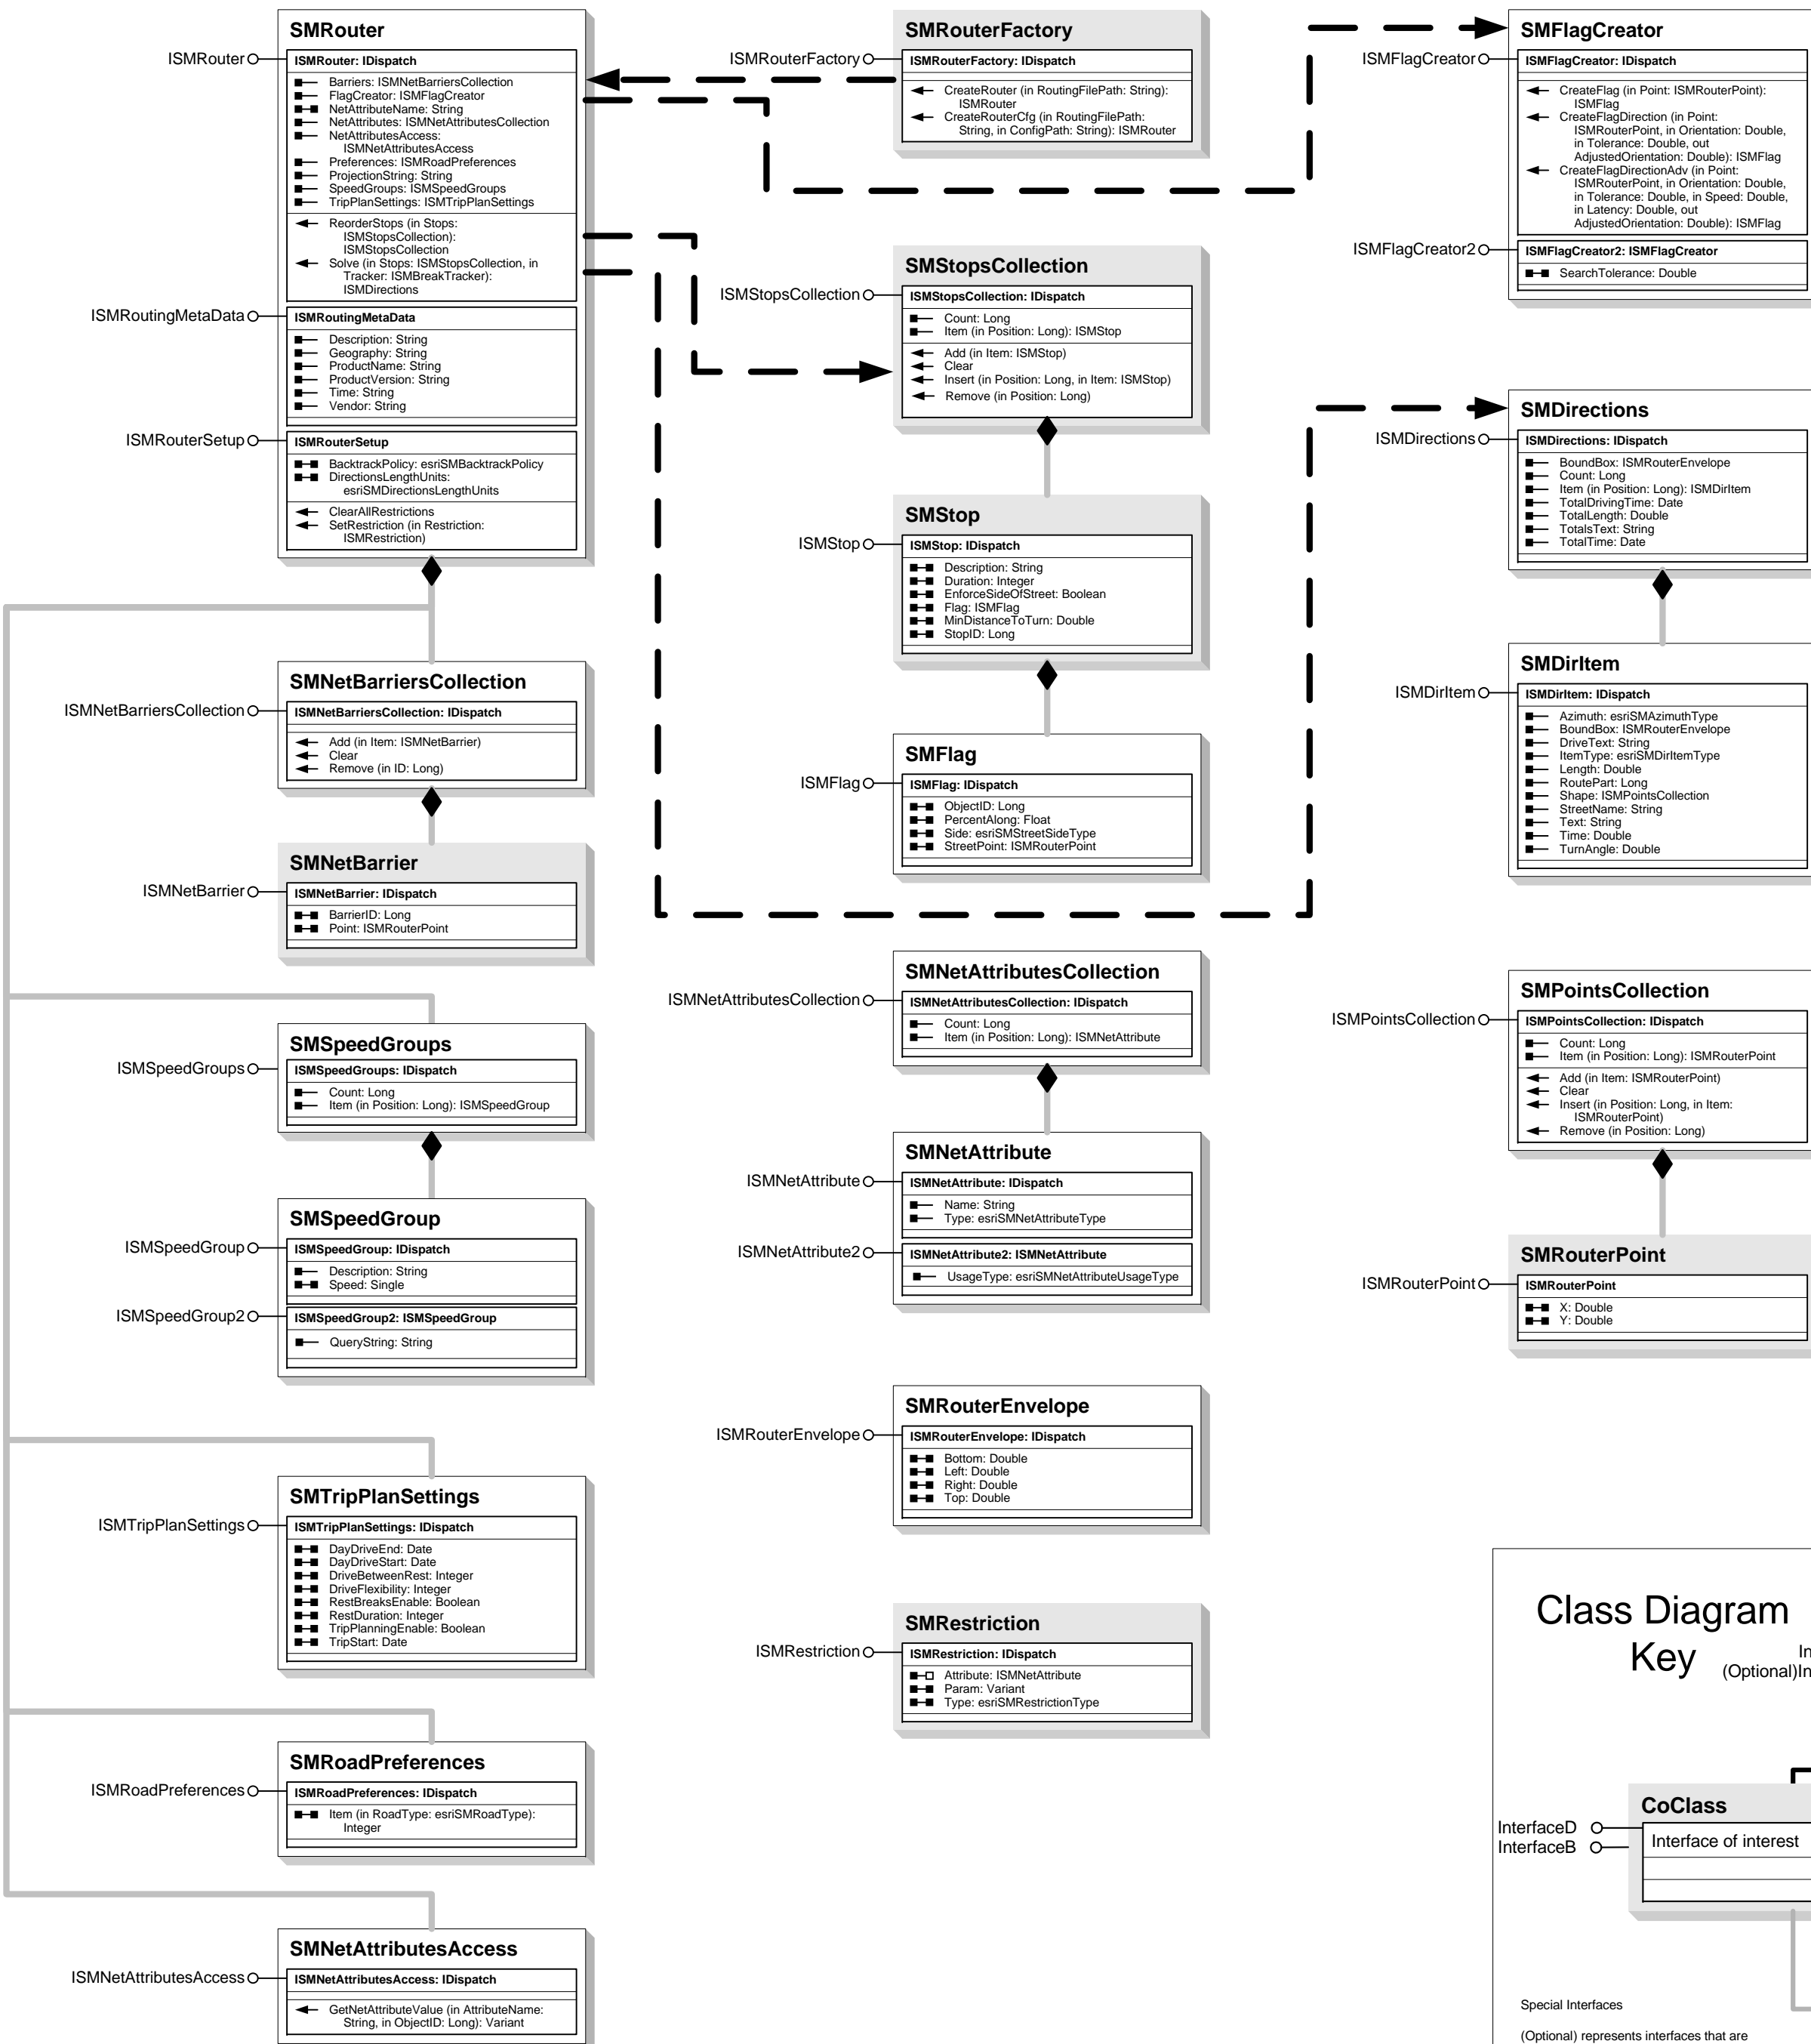 SMRouter
ISMRouter
ISMRouter: IDispatch
Barriers: ISMNetBarriersCollection
FlagCreator: ISMFlagCreator
NetAttributeName: String
NetAttributes: ISMNetAttributesCollection
NetAttributesAccess:
ISMNetAttributesAccess
Preferences: ISMRoadPreferences
ProjectionString: String
SpeedGroups: ISMSpeedGroups
TripPlanSettings: ISMTripPlanSettings
ReorderStops (in Stops:
ISMStopsCollection):
ISMStopsCollection
Solve (in Stops: ISMStopsCollection, in
Tracker: ISMBreakTracker):
ISMDirections
ISMRoutingMetaData
ISMRoutingMetaData
Description: String
Geography: String
ProductName: String
ProductVersion: String
Time: String
Vendor: String
ISMRouterSetup
ISMRouterSetup
BacktrackPolicy: esriSMBacktrackPolicy
DirectionsLengthUnits:
esriSMDirectionsLengthUnits
ClearAllRestrictions
SetRestriction (in Restriction:
ISMRestriction)
SMNetBarriersCollection
ISMNetBarriersCollection
ISMNetBarriersCollection: IDispatch
Add (in Item: ISMNetBarrier)
Clear
Remove (in ID: Long)
SMNetBarrier
ISMNetBarrier
ISMNetBarrier: IDispatch
BarrierID: Long
Point: ISMRouterPoint
SMSpeedGroups
ISMSpeedGroups
ISMSpeedGroups: IDispatch
Count: Long
Item (in Position: Long): ISMSpeedGroup
SMSpeedGroup
ISMSpeedGroup
ISMSpeedGroup: IDispatch
Description: String
Speed: Single
ISMSpeedGroup2
ISMSpeedGroup2: ISMSpeedGroup
QueryString: String
SMTripPlanSettings
ISMTripPlanSettings
ISMTripPlanSettings: IDispatch
DayDriveEnd: Date
DayDriveStart: Date
DriveBetweenRest: Integer
DriveFlexibility: Integer
RestBreaksEnable: Boolean
RestDuration: Integer
TripPlanningEnable: Boolean
TripStart: Date
SMRoadPreferences
ISMRoadPreferences
ISMRoadPreferences: IDispatch
Item (in RoadType: esriSMRoadType):
Integer
SMNetAttributesAccess
ISMNetAttributesAccess
ISMNetAttributesAccess: IDispatch
GetNetAttributeValue (in AttributeName:
String, in ObjectID: Long): Variant
SMRouterFactory
ISMRouterFactory
ISMRouterFactory: IDispatch
CreateRouter (in RoutingFilePath: String):
ISMRouter
CreateRouterCfg (in RoutingFilePath:
String, in ConfigPath: String): ISMRouter
SMStopsCollection
ISMStopsCollection
ISMStopsCollection: IDispatch
Count: Long
Item (in Position: Long): ISMStop
Add (in Item: ISMStop)
Clear
Insert (in Position: Long, in Item: ISMStop)
Remove (in Position: Long)
SMStop
ISMStop
ISMStop: IDispatch
Description: String
Duration: Integer
EnforceSideOfStreet: Boolean
Flag: ISMFlag
MinDistanceToTurn: Double
StopID: Long
SMFlag
ISMFlag
ISMFlag: IDispatch
ObjectID: Long
PercentAlong: Float
Side: esriSMStreetSideType
StreetPoint: ISMRouterPoint
SMNetAttributesCollection
ISMNetAttributesCollection
ISMNetAttributesCollection: IDispatch
Count: Long
Item (in Position: Long): ISMNetAttribute
SMNetAttribute
ISMNetAttribute
ISMNetAttribute: IDispatch
Name: String
Type: esriSMNetAttributeType
ISMNetAttribute2
ISMNetAttribute2: ISMNetAttribute
UsageType: esriSMNetAttributeUsageType
SMRouterEnvelope
ISMRouterEnvelope
ISMRouterEnvelope: IDispatch
Bottom: Double
Left: Double
Right: Double
Top: Double
SMRestriction
ISMRestriction
ISMRestriction: IDispatch
Attribute: ISMNetAttribute
Param: Variant
Type: esriSMRestrictionType
SMFlagCreator
ISMFlagCreator
ISMFlagCreator: IDispatch
CreateFlag (in Point: ISMRouterPoint):
ISMFlag
CreateFlagDirection (in Point:
ISMRouterPoint, in Orientation: Double,
in Tolerance: Double, out
AdjustedOrientation: Double): ISMFlag
CreateFlagDirectionAdv (in Point:
ISMRouterPoint, in Orientation: Double,
in Tolerance: Double, in Speed: Double,
in Latency: Double, out
AdjustedOrientation: Double): ISMFlag
ISMFlagCreator2
ISMFlagCreator2: ISMFlagCreator
SearchTolerance: Double
SMDirections
ISMDirections
ISMDirections: IDispatch
BoundBox: ISMRouterEnvelope
Count: Long
Item (in Position: Long): ISMDirItem
TotalDrivingTime: Date
TotalLength: Double
TotalsText: String
TotalTime: Date
SMDirItem
ISMDirItem
ISMDirItem: IDispatch
Azimuth: esriSMAzimuthType
BoundBox: ISMRouterEnvelope
DriveText: String
ItemType: esriSMDirItemType
Length: Double
RoutePart: Long
Shape: ISMPointsCollection
StreetName: String
Text: String
Time: Double
TurnAngle: Double
SMPointsCollection
ISMPointsCollection
ISMPointsCollection: IDispatch
Count: Long
Item (in Position: Long): ISMRouterPoint
Add (in Item: ISMRouterPoint)
Clear
Insert (in Position: Long, in Item:
ISMRouterPoint)
Remove (in Position: Long)
SMRouterPoint
ISMRouterPoint
ISMRouterPoint
X: Double
Y: Double
Class Diagram
Key
In
(Optional)In
CoClass
InterfaceD
InterfaceB
Interface of interest
Special Interfaces
(Optional) represents interfaces that are